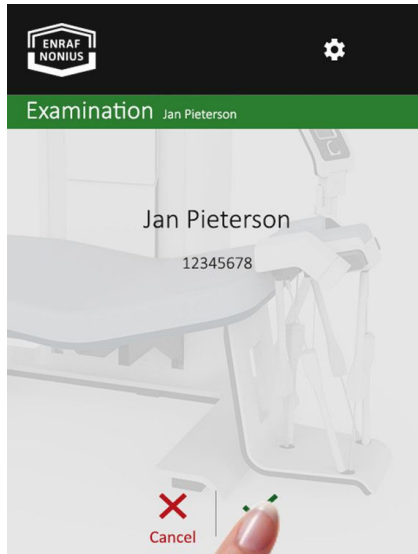 ENRAF
NONIUS
Examination Jan Pieterson
Jan Pieterson
12345678
Cancel